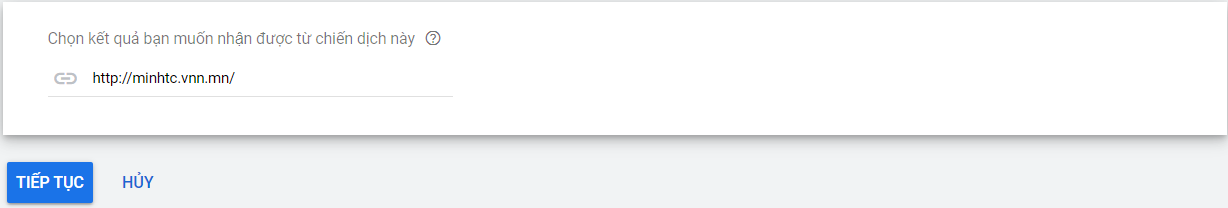 Chọn kết quả bạn muốn nhận được từ chiến dịch này
http://minhtc.vnn.mn/
TIẾP TỤC HỦY